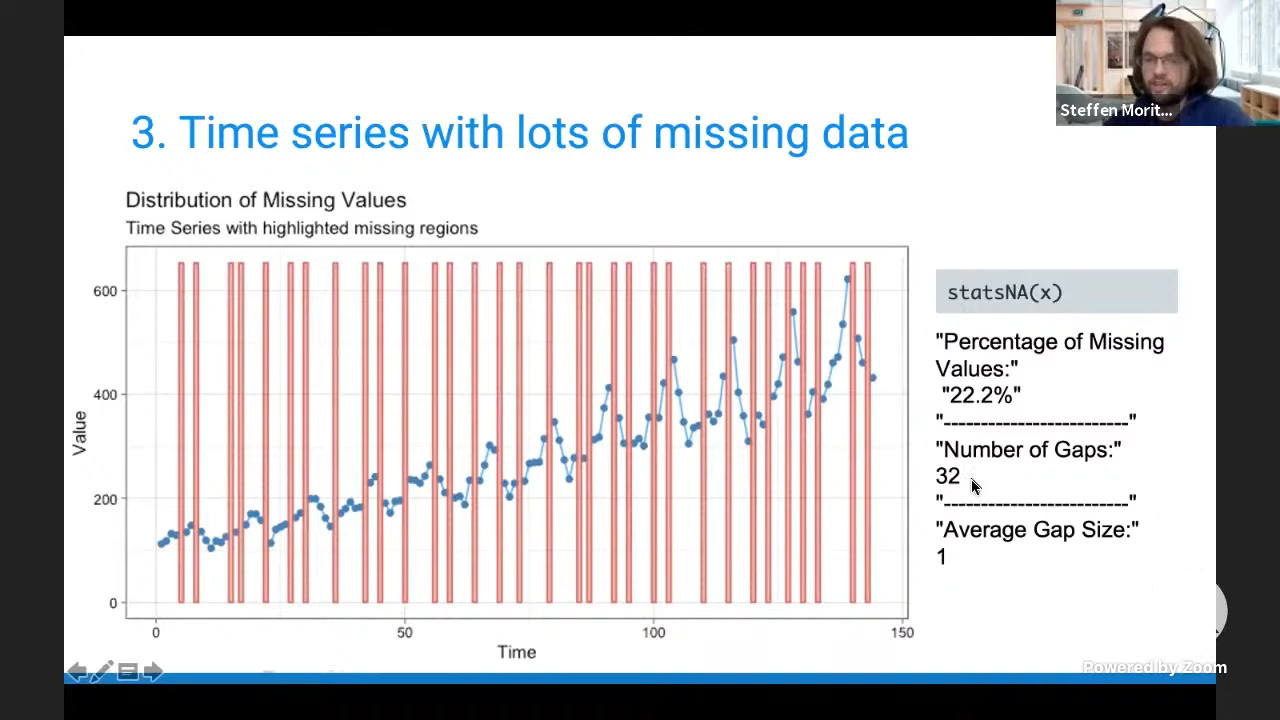 Steffen Morit...
3. Time series with lots of missing data
Distribution of Missing Values
Time Series with highlighted missing regions
600
400
200
0
Value
0
50
100
150
Time
statsNA(x)
"Percentage of Missing
Values:"
"22.2%"
"-------------------------"
"Number of Gaps:"
32
"-------------------------"
"Average Gap Size:"
1
Powered by Zoom